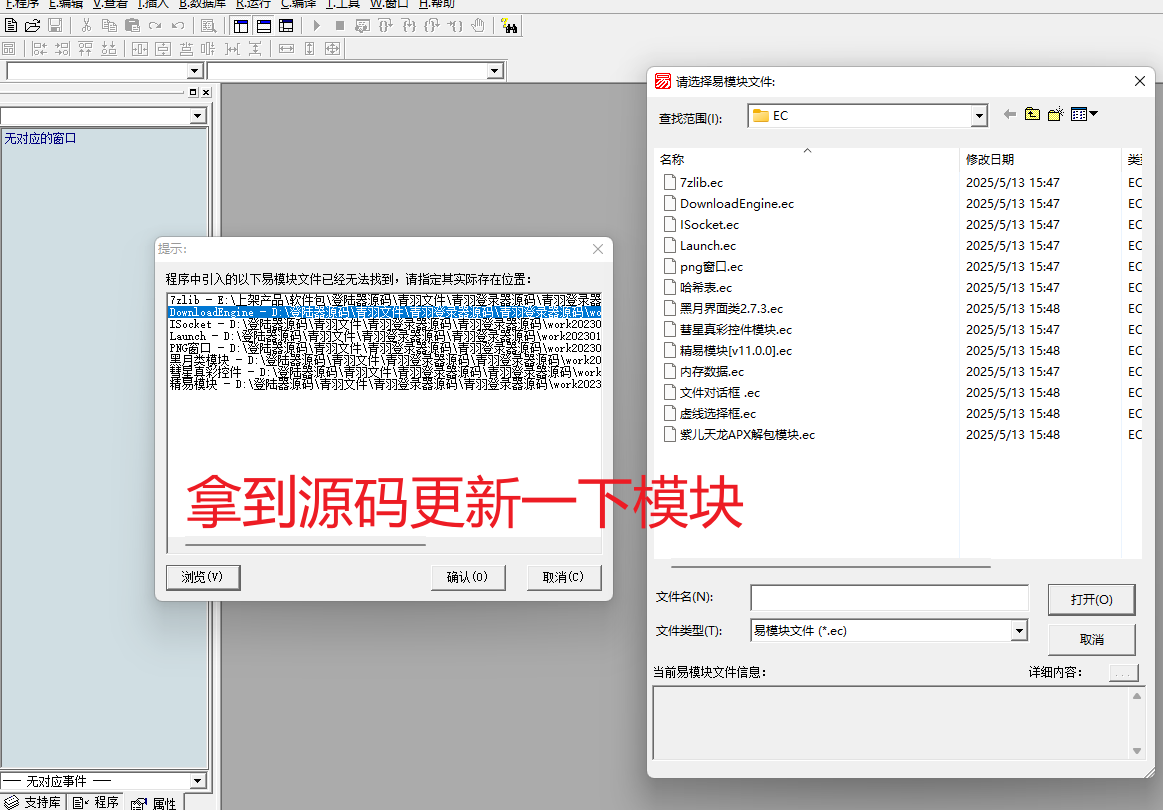 F.程序 E.编辑 V.查看 I.插入 B.数据库 R.运行 C.编译 T.工具 W.窗口 H.帮助
无对应的窗口
提示:
程序中引入的以下易模块文件已经无法找到，请指定其实际存在位置:
7zlib - E:\上架产品\软件包\登陆器源码\青羽文件\青羽登录器源码\青羽登录器
DownloadEngine - D:\登陆器源码\青羽文件\青羽登录器源码\青羽登录器源码\wo
ISocket - D:\登陆器源码\青羽文件\青羽登录器源码\青羽登录器源码\work20230
Launch - D:\登陆器源码\青羽文件\青羽登录器源码\青羽登录器源码\work202301
PNG窗口 - D:\登陆器源码\青羽文件\青羽登录器源码\青羽登录器源码\work20230
黑月类模块 - D:\登陆器源码\青羽文件\青羽登录器源码\青羽登录器源码\work20
彗星真彩控件 - D:\登陆器源码\青羽文件\青羽登录器源码\青羽登录器源码\work
精易模块 - D:\登陆器源码\青羽文件\青羽登录器源码\青羽登录器源码\work2023
拿到源码更新一下模块
浏览(V)
确认(O)
取消(C)
请选择易模块文件:
查找范围(I):
EC
名称 修改日期 类
7zlib.ec 2025/5/13 15:47 EC
DownloadEngine.ec 2025/5/13 15:47 EC
ISocket.ec 2025/5/13 15:47 EC
Launch.ec 2025/5/13 15:47 EC
png窗口.ec 2025/5/13 15:47 EC
哈希表.ec 2025/5/13 15:47 EC
黑月界面类2.7.3.ec 2025/5/13 15:48 EC
彗星真彩控件模块.ec 2025/5/13 15:47 EC
精易模块[v11.0.0].ec 2025/5/13 15:48 EC
内存数据.ec 2025/5/13 15:47 EC
文件对话框 .ec 2025/5/13 15:48 EC
虚线选择框.ec 2025/5/13 15:48 EC
紫儿天龙APX解包模块.ec 2025/5/13 15:48 EC
文件名(N):
打开(O)
文件类型(T):
易模块文件 (*.ec)
取消
当前易模块文件信息:
详细内容:
...
── 无对应事件 ──
支持库 程序 属性